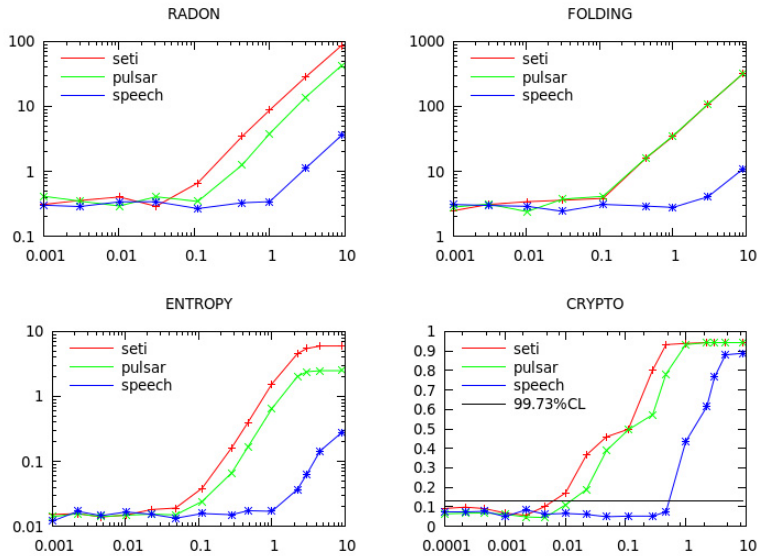 RADON
100
10
1
0.1
seti
pulsar
speech
0.001 0.01 0.1 1 10
FOLDING
1000
100
10
1
seti
pulsar
speech
0.001 0.01 0.1 1 10
ENTROPY
10
1
0.1
0.01
seti
pulsar
speech
0.001 0.01 0.1 1 10
CRYPTO
1
0.9
0.8
0.7
0.6
0.5
0.4
0.3
0.2
0.1
0
seti
pulsar
speech
99.73%CL
0.0001 0.001 0.01 0.1 1 10